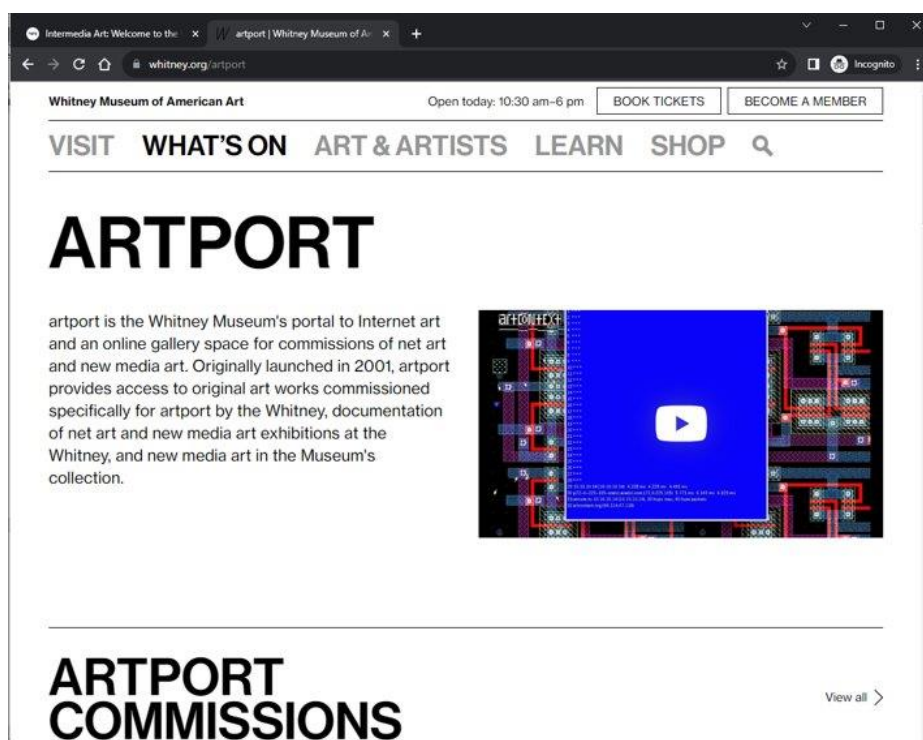 Intermedia Art: Welcome to the
artport | Whitney Museum of Ar
whitney.org/artport
Incognito
Whitney Museum of American Art
Open today: 10:30 am–6 pm
BOOK TICKETS
BECOME A MEMBER
VISIT WHAT'S ON ART & ARTISTS LEARN SHOP
ARTPORT
artport is the Whitney Museum's portal to Internet art
and an online gallery space for commissions of net art
and new media art. Originally launched in 2001, artport
provides access to original art works commissioned
specifically for artport by the Whitney, documentation
of net art and new media art exhibitions at the
Whitney, and new media art in the Museum's
collection.
ARTPORT
COMMISSIONS
View all